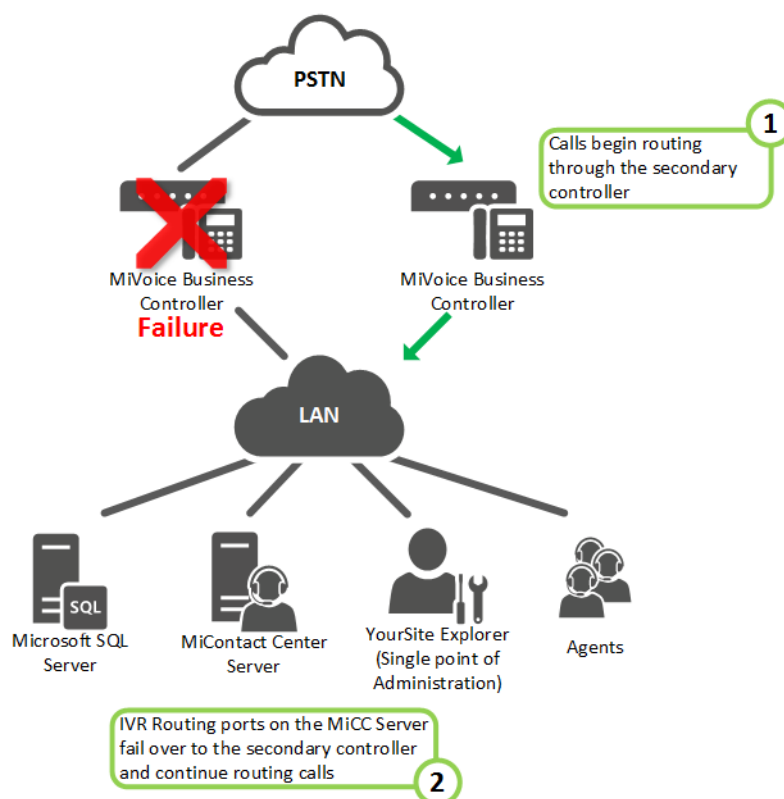 PSTN
1
Calls begin routing
through the secondary
controller
MiVoice Business
Controller
Failure
MiVoice Business
Controller
LAN
SQL
Microsoft SQL
Server
MiContact Center
Server
YourSite Explorer
(Single point of
Administration)
Agents
IVR Routing ports on the MiCC Server
fail over to the secondary controller
and continue routing calls
2